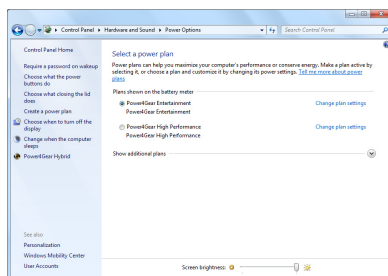 Control Panel ▸ Hardware and Sound ▸ Power Options
Search Control Panel
Control Panel Home
Require a password on wakeup
Choose what the power
buttons do
Choose what closing the lid
does
Create a power plan
Choose when to turn off the
display
Change when the computer
sleeps
Power4Gear Hybrid
Select a power plan
Power plans can help you maximize your computer's performance or conserve energy. Make a plan active by
selecting it, or choose a plan and customize it by changing its power settings. Tell me more about power
plans
Plans shown on the battery meter
Power4Gear Entertainment
Change plan settings
Power4Gear Entertainment
Power4Gear High Performance
Change plan settings
Power4Gear High Performance
Show additional plans
See also
Personalization
Windows Mobility Center
User Accounts
Screen brightness: